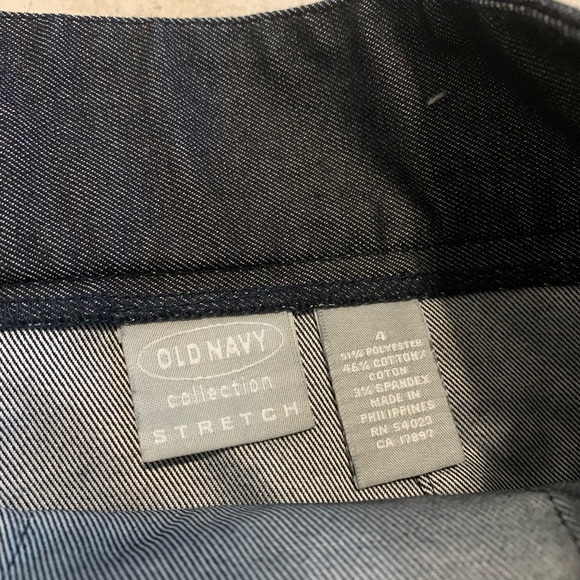 OLD NAVY
collection
STRETCH
4
51% POLYESTER
46% COTTON/
COTON
3% SPANDEX
MADE IN
PHILIPPINES
RN 54023
CA 17897